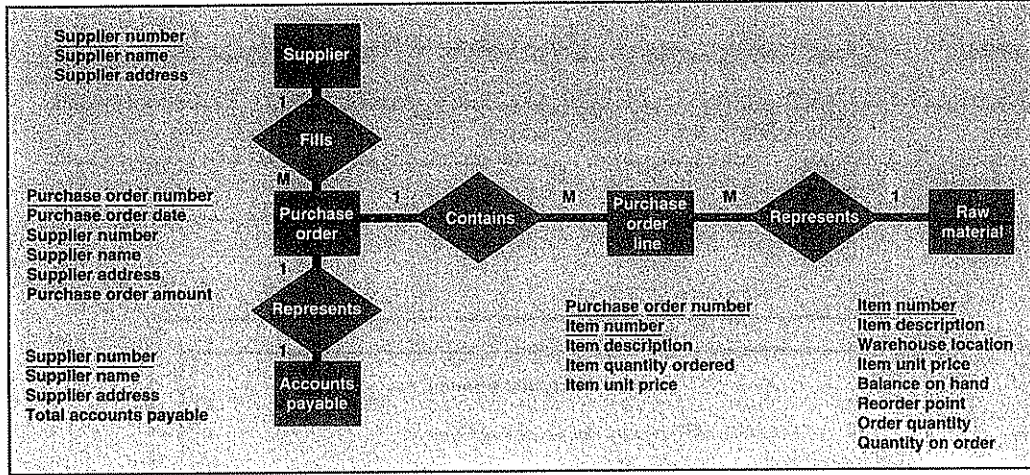 Supplier number
Supplier name
Supplier address
Supplier
1
Fills
M
Purchase order number
Purchase order date
Supplier number
Supplier name
Supplier address
Purchase order amount
Purchase
order
1
Contains
M
Purchase
order
line
M
Represents
1
Raw
material
1
Represents
1
Supplier number
Supplier name
Supplier address
Total accounts payable
Accounts
payable
Purchase order number
Item number
Item description
Item quantity ordered
Item unit price
Item number
Item description
Warehouse location
Item unit price
Balance on hand
Reorder point
Order quantity
Quantity on order